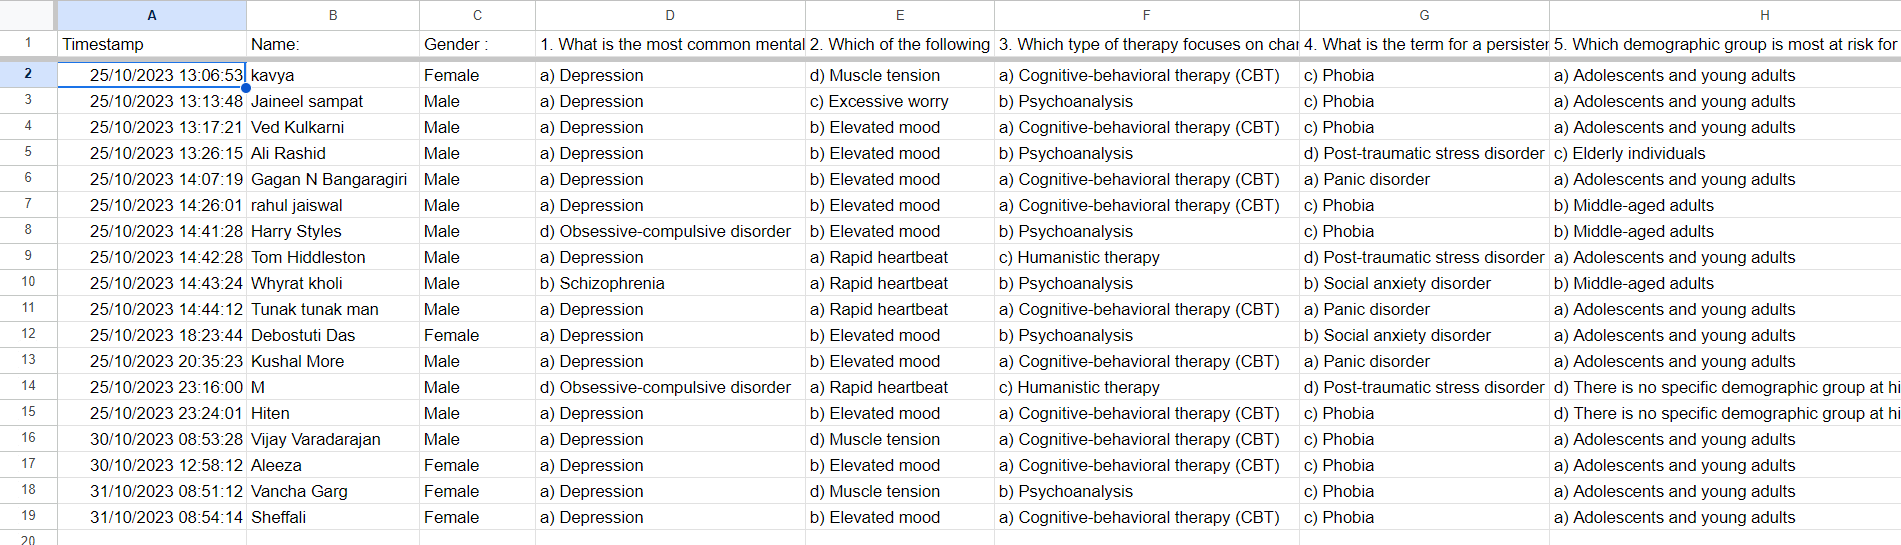 A B C D E F G H
1 Timestamp Name: Gender : 1. What is the most common mental 2. Which of the following 3. Which type of therapy focuses on char 4. What is the term for a persister 5. Which demographic group is most at risk for
2 25/10/2023 13:06:53 kavya Female a) Depression d) Muscle tension a) Cognitive-behavioral therapy (CBT) c) Phobia a) Adolescents and young adults
3 25/10/2023 13:13:48 Jaineel sampat Male a) Depression c) Excessive worry b) Psychoanalysis c) Phobia a) Adolescents and young adults
4 25/10/2023 13:17:21 Ved Kulkarni Male a) Depression b) Elevated mood a) Cognitive-behavioral therapy (CBT) c) Phobia a) Adolescents and young adults
5 25/10/2023 13:26:15 Ali Rashid Male a) Depression b) Elevated mood b) Psychoanalysis d) Post-traumatic stress disorder c) Elderly individuals
6 25/10/2023 14:07:19 Gagan N Bangaragiri Male a) Depression b) Elevated mood a) Cognitive-behavioral therapy (CBT) a) Panic disorder a) Adolescents and young adults
7 25/10/2023 14:26:01 rahul jaiswal Male a) Depression b) Elevated mood a) Cognitive-behavioral therapy (CBT) c) Phobia b) Middle-aged adults
8 25/10/2023 14:41:28 Harry Styles Male d) Obsessive-compulsive disorder b) Elevated mood b) Psychoanalysis c) Phobia b) Middle-aged adults
9 25/10/2023 14:42:28 Tom Hiddleston Male a) Depression a) Rapid heartbeat c) Humanistic therapy d) Post-traumatic stress disorder a) Adolescents and young adults
10 25/10/2023 14:43:24 Whyrat kholi Male b) Schizophrenia a) Rapid heartbeat b) Psychoanalysis b) Social anxiety disorder b) Middle-aged adults
11 25/10/2023 14:44:12 Tunak tunak man Male a) Depression a) Rapid heartbeat a) Cognitive-behavioral therapy (CBT) a) Panic disorder a) Adolescents and young adults
12 25/10/2023 18:23:44 Debostuti Das Female a) Depression b) Elevated mood b) Psychoanalysis b) Social anxiety disorder a) Adolescents and young adults
13 25/10/2023 20:35:23 Kushal More Male a) Depression b) Elevated mood a) Cognitive-behavioral therapy (CBT) a) Panic disorder a) Adolescents and young adults
14 25/10/2023 23:16:00 M Male d) Obsessive-compulsive disorder a) Rapid heartbeat c) Humanistic therapy d) Post-traumatic stress disorder d) There is no specific demographic group at hi
15 25/10/2023 23:24:01 Hiten Male a) Depression b) Elevated mood a) Cognitive-behavioral therapy (CBT) c) Phobia d) There is no specific demographic group at hi
16 30/10/2023 08:53:28 Vijay Varadarajan Male a) Depression d) Muscle tension a) Cognitive-behavioral therapy (CBT) c) Phobia a) Adolescents and young adults
17 30/10/2023 12:58:12 Aleeza Female a) Depression b) Elevated mood a) Cognitive-behavioral therapy (CBT) c) Phobia a) Adolescents and young adults
18 31/10/2023 08:51:12 Vancha Garg Female a) Depression d) Muscle tension b) Psychoanalysis c) Phobia a) Adolescents and young adults
19 31/10/2023 08:54:14 Sheffali Female a) Depression b) Elevated mood a) Cognitive-behavioral therapy (CBT) c) Phobia a) Adolescents and young adults
20